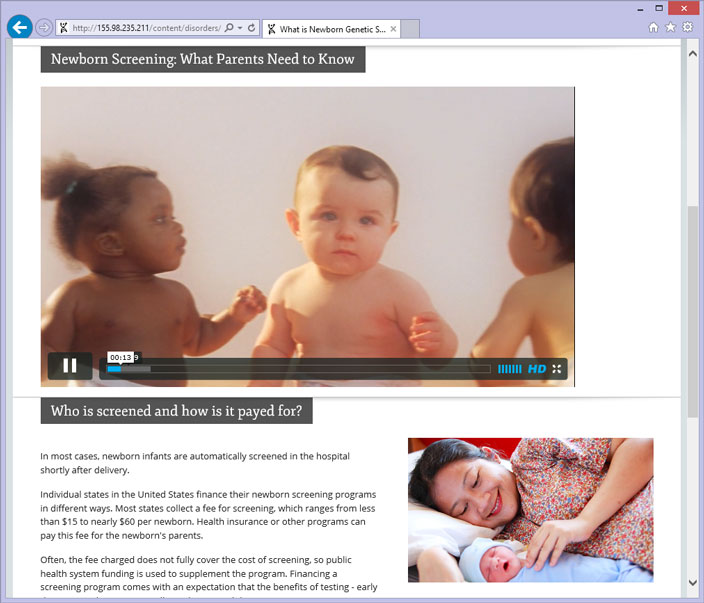 http://155.98.235.211/content/disorders/
What is Newborn Genetic S...
Newborn Screening: What Parents Need to Know
00:13
HD
Who is screened and how is it payed for?
In most cases, newborn infants are automatically screened in the hospital
shortly after delivery.
Individual states in the United States finance their newborn screening programs
in different ways. Most states collect a fee for screening, which ranges from less
than $15 to nearly $60 per newborn. Health insurance or other programs can
pay this fee for the newborn's parents.
Often, the fee charged does not fully cover the cost of screening, so public
health system funding is used to supplement the program. Financing a
screening program comes with an expectation that the benefits of testing - early